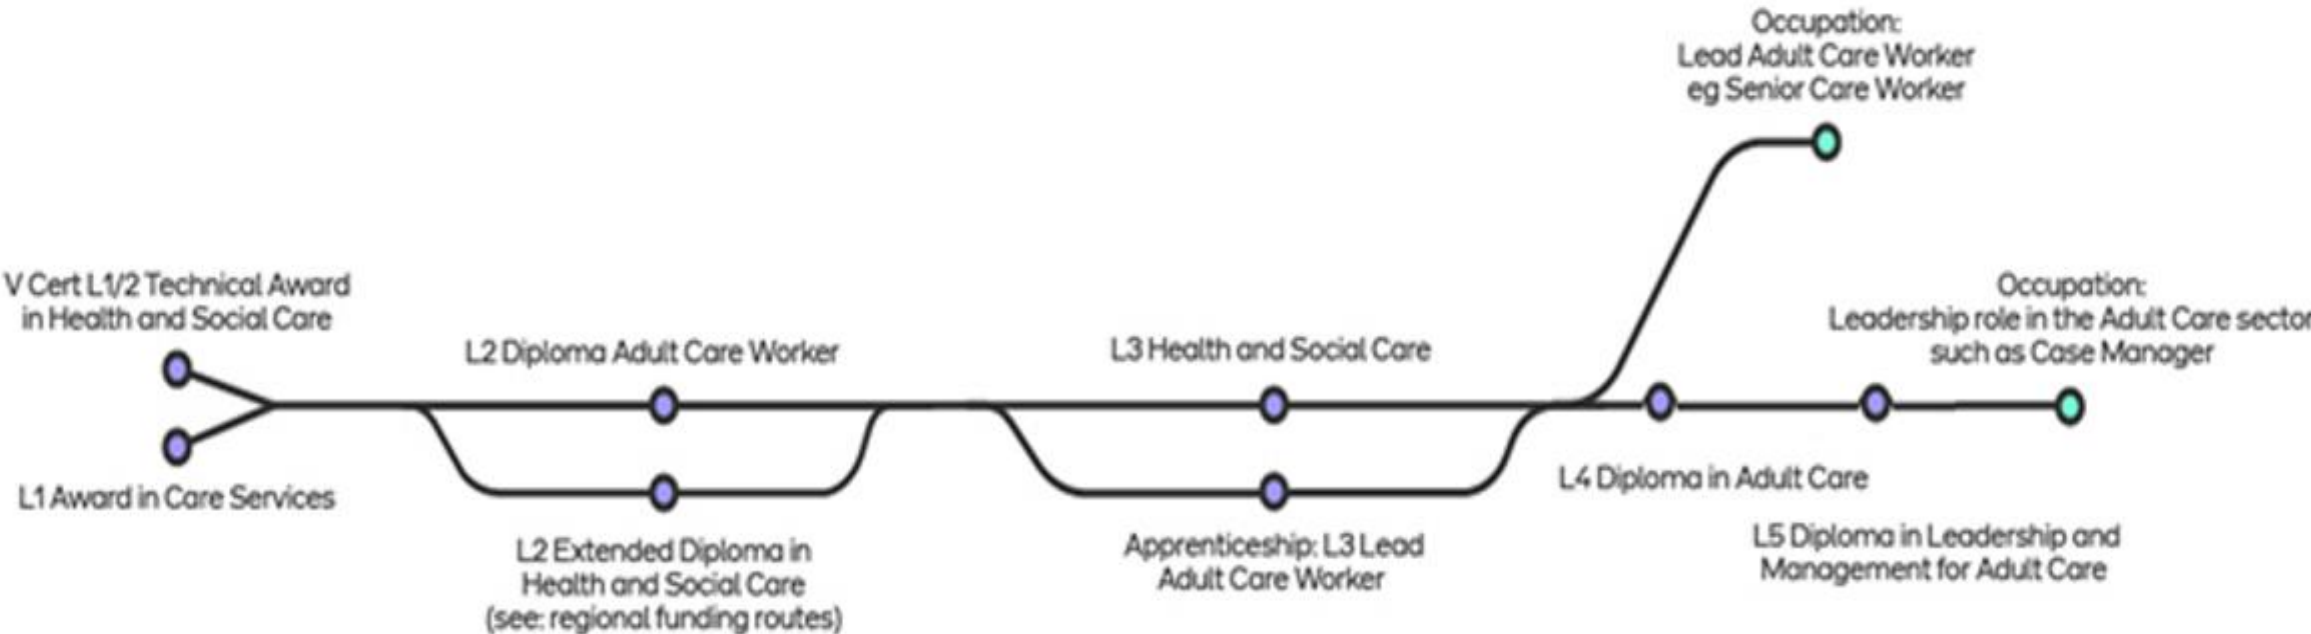 Occupation:
Lead Adult Care Worker
eg Senior Care Worker
V Cert L1/2 Technical Award
in Health and Social Care
L1 Award in Care Services
L2 Diploma Adult Care Worker
L2 Extended Diploma in
Health and Social Care
(see: regional funding routes)
L3 Health and Social Care
Apprenticeship: L3 Lead
Adult Care Worker
Occupation:
Leadership role in the Adult Care sector
such as Case Manager
L4 Diploma in Adult Care
L5 Diploma in Leadership and
Management for Adult Care